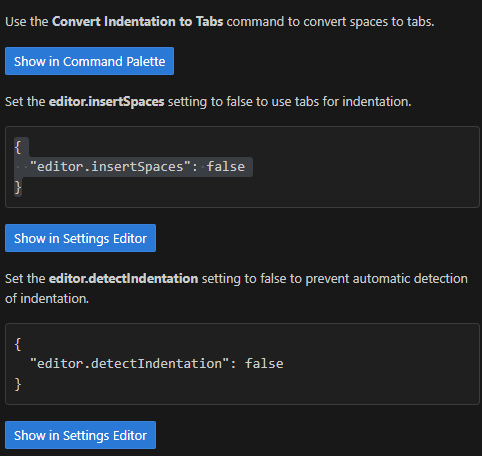 Use the Convert Indentation to Tabs command to convert spaces to tabs.
Show in Command Palette
Set the editor.insertSpaces setting to false to use tabs for indentation.
{
  "editor.insertSpaces": false
}
Show in Settings Editor
Set the editor.detectIndentation setting to false to prevent automatic detection
of indentation.
{
  "editor.detectIndentation": false
}
Show in Settings Editor